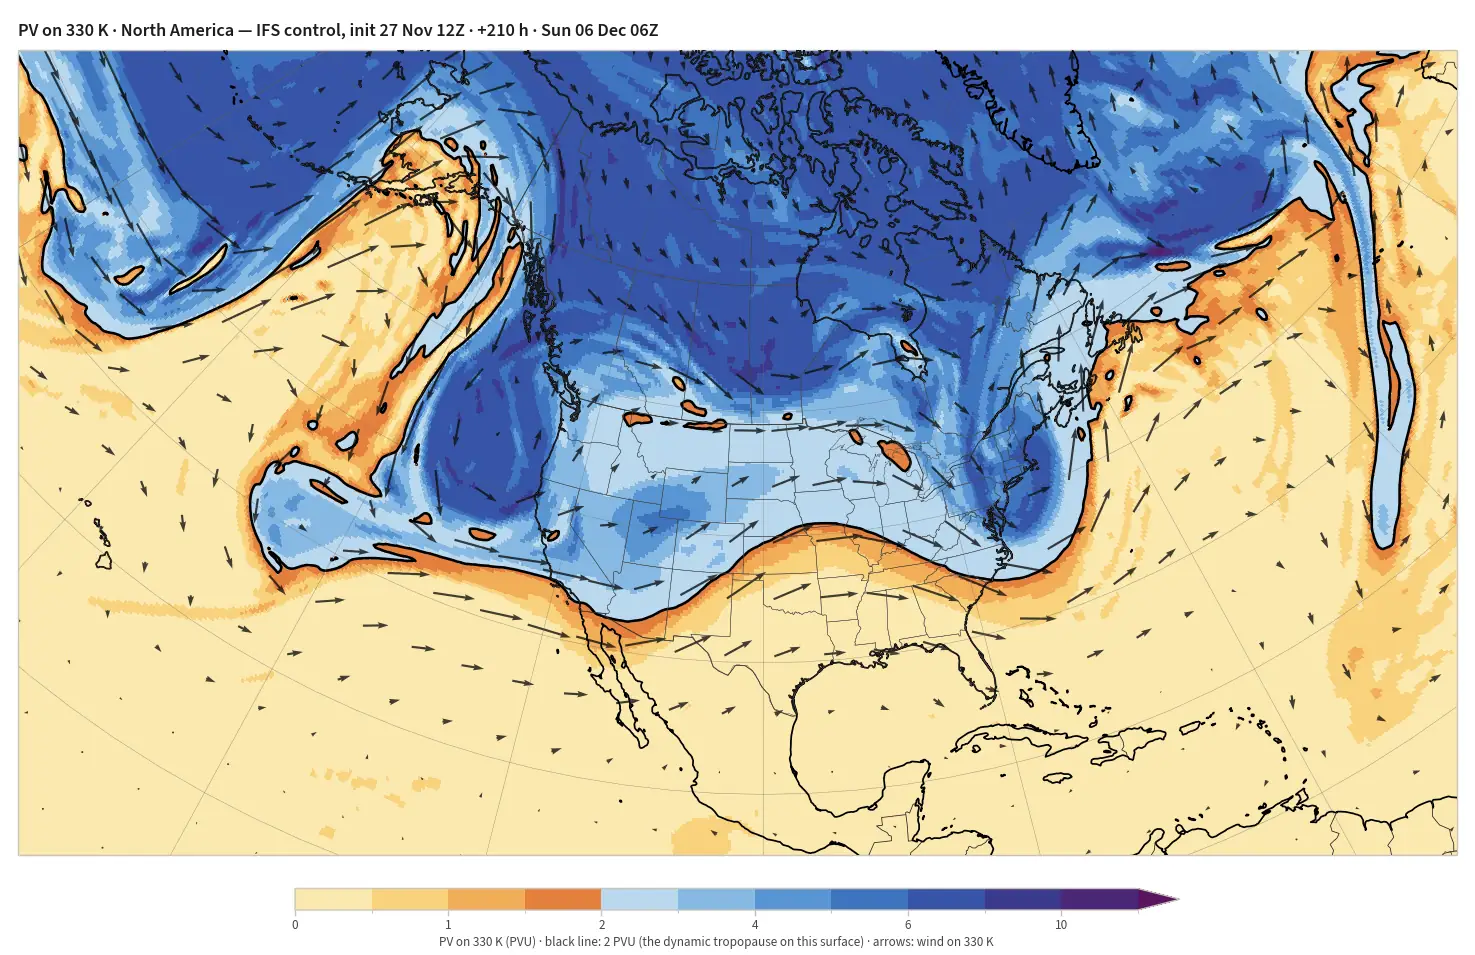 PV on 330 K · North America — IFS control, init 27 Nov 12Z · +210 h · Sun 06 Dec 06Z
0 1 2 4 6 10
PV on 330 K (PVU) · black line: 2 PVU (the dynamic tropopause on this surface) · arrows: wind on 330 K